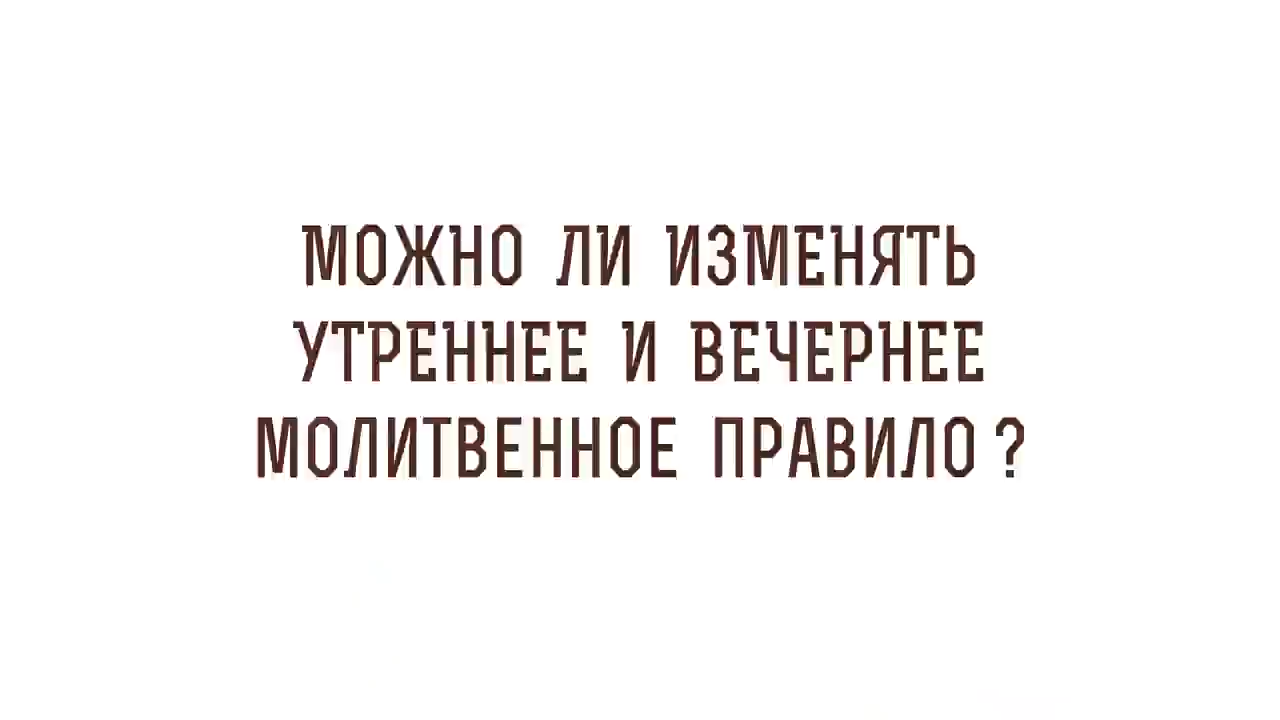 МОЖНО ЛИ ИЗМЕНЯТЬ
УТРЕННЕЕ И ВЕЧЕРНЕЕ
МОЛИТВЕННОЕ ПРАВИЛО?